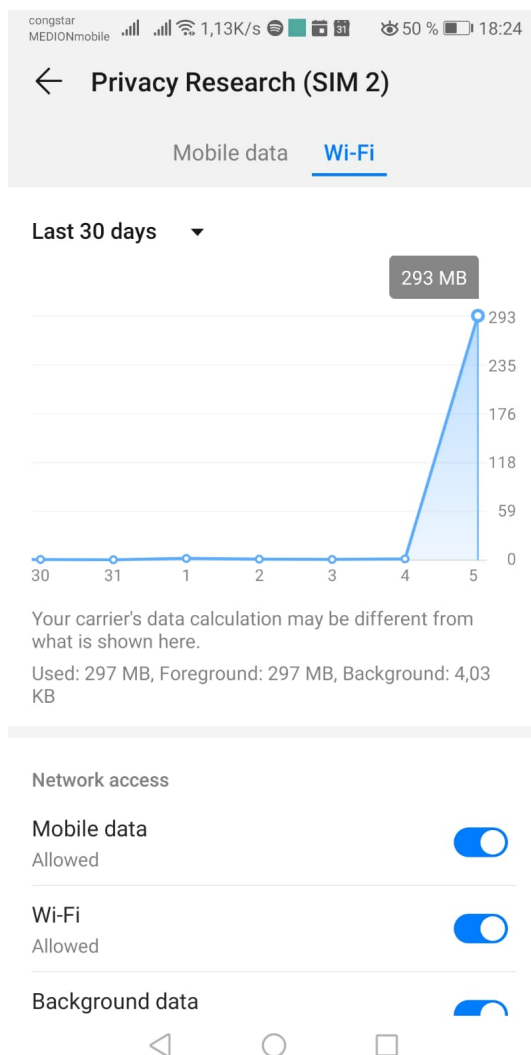 congstar
MEDIONmobile 1,13K/s 31 50 % 18:24
Privacy Research (SIM 2)
Mobile data Wi-Fi
Last 30 days
293 MB
293
235
176
118
59
0
30 31 1 2 3 4 5
Your carrier's data calculation may be different from
what is shown here.
Used: 297 MB, Foreground: 297 MB, Background: 4,03
KB
Network access
Mobile data
Allowed
Wi-Fi
Allowed
Background data